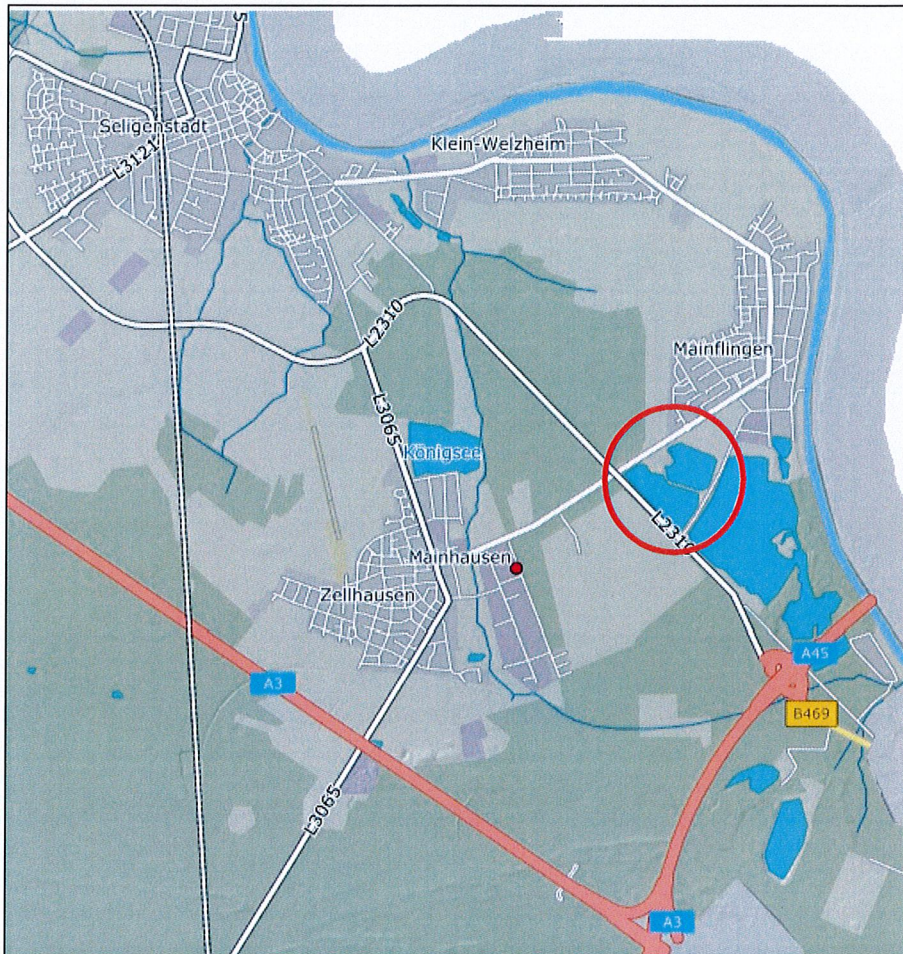 S
Seligenstadt
L3121
Klein-Welzheim
L2310
Mainflingen
L3065
Königsee
L2310
Mainhausen
Zellhausen
A45
A3
B469
L3065
A3